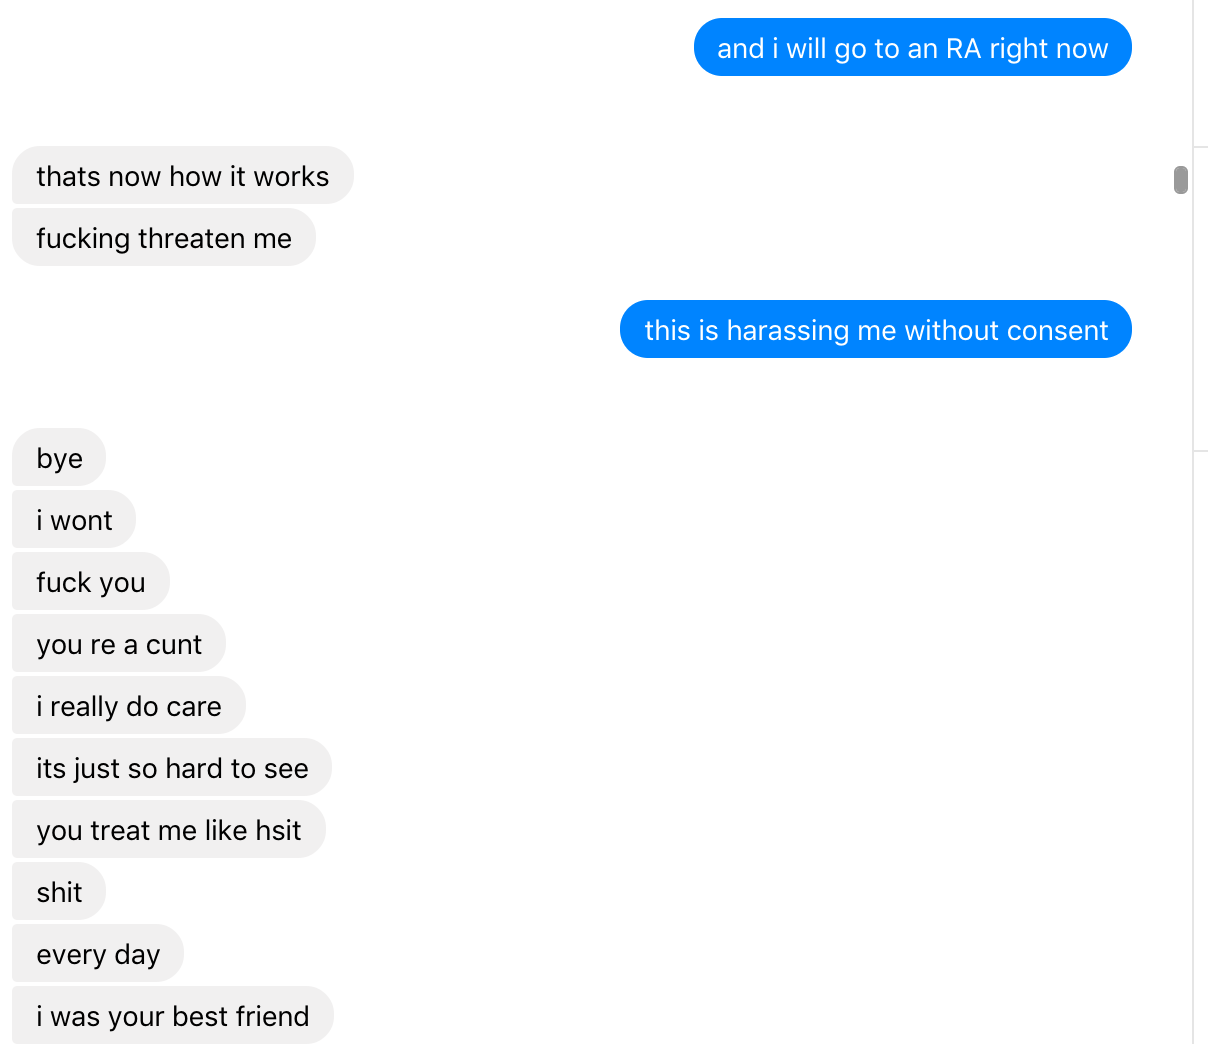 and i will go to an RA right now
thats now how it works
fucking threaten me
this is harassing me without consent
bye
i wont
fuck you
you re a cunt
i really do care
its just so hard to see
you treat me like hsit
shit
every day
i was your best friend